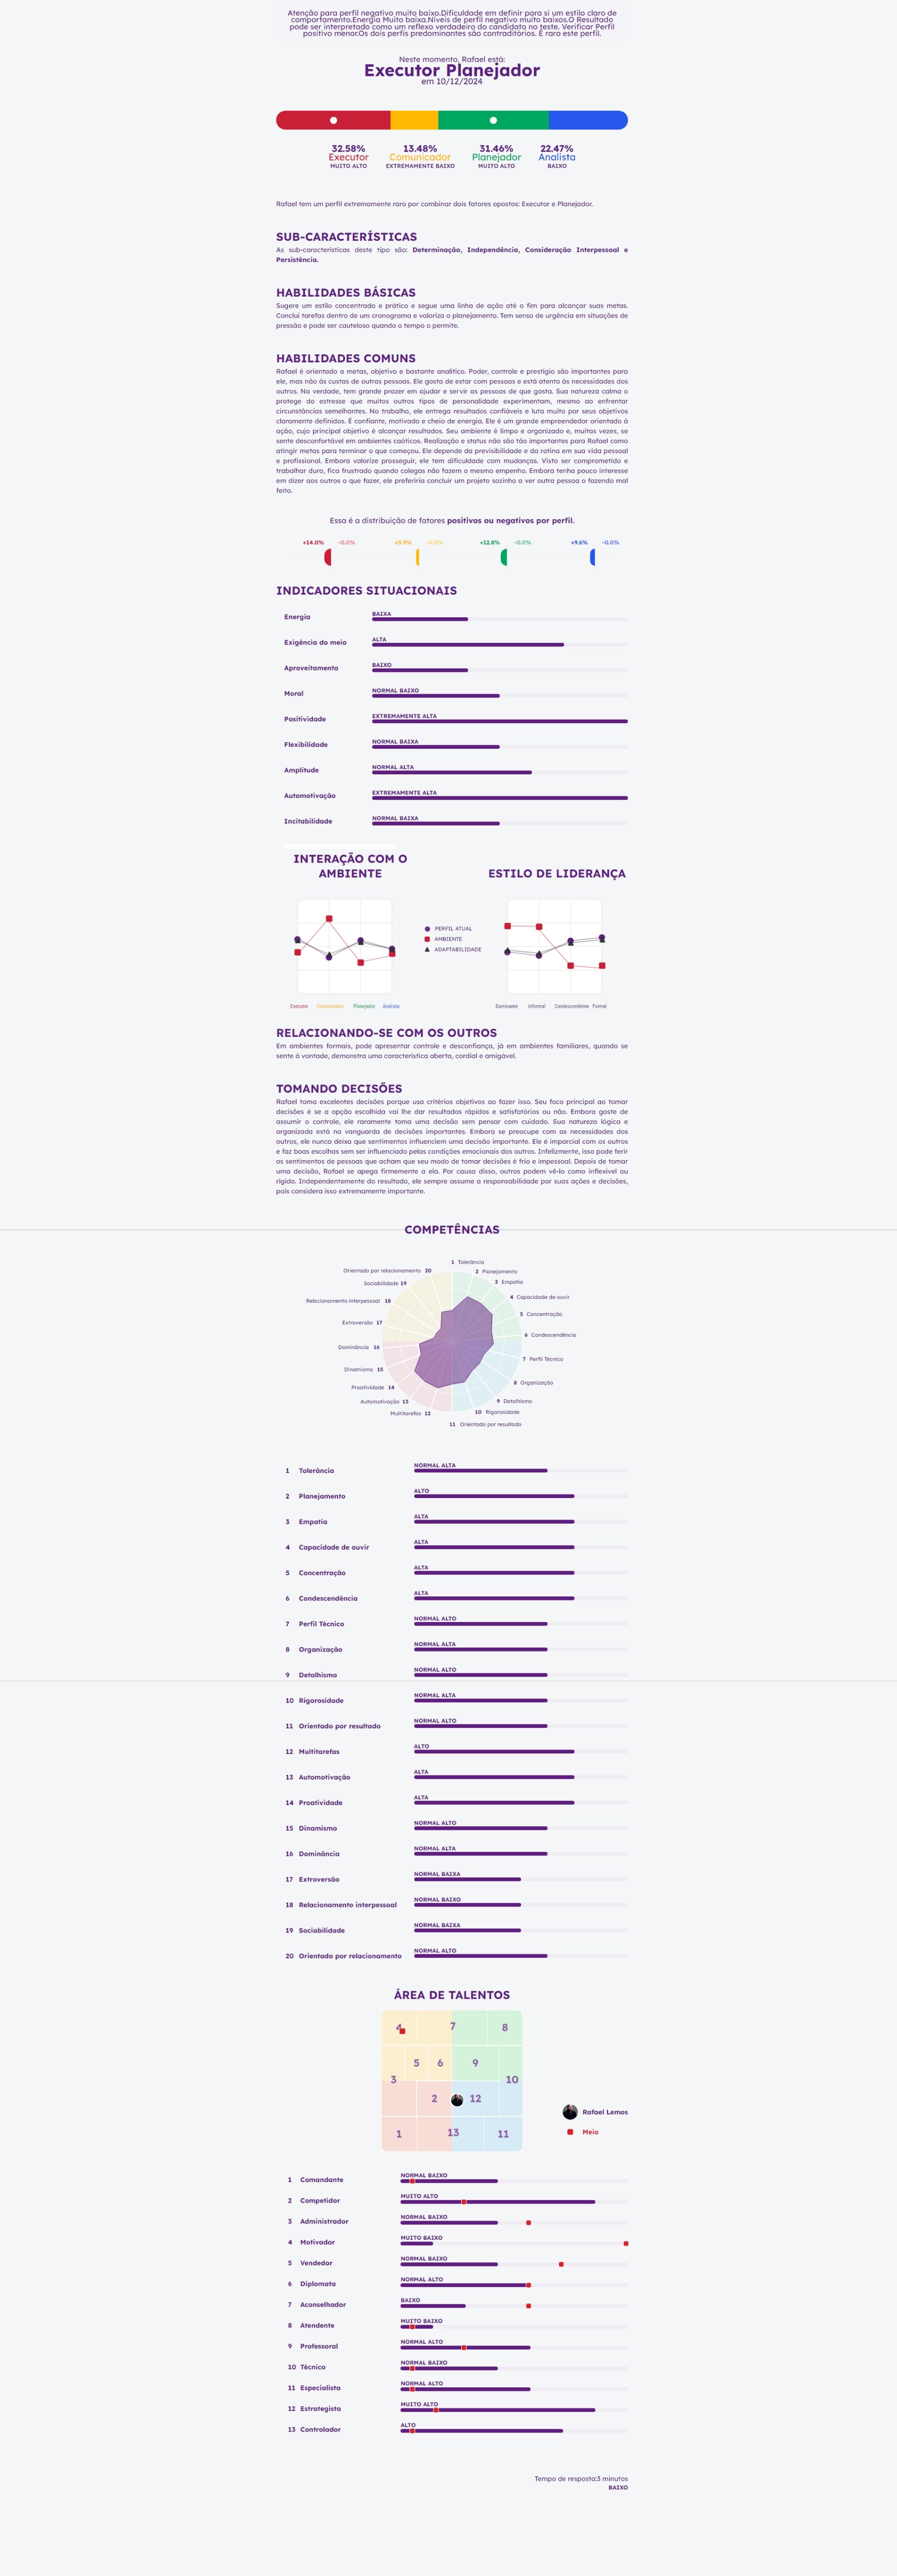 Atenção para perfil negativo muito baixo.Dificuldade em definir para si um estilo claro de
comportamento.Energia Muito baixa.Níveis de perfil negativo muito baixos.O Resultado
pode ser interpretado como um reflexo verdadeiro do candidato no teste. Verificar Perfil
positivo menor.Os dois perfis predominantes são contraditórios. É raro este perfil.
Neste momento, Rafael está:
Executor Planejador
em 10/12/2024
32.58% 13.48% 31.46% 22.47%
Executor Comunicador Planejador Analista
MUITO ALTO EXTREMAMENTE BAIXO MUITO ALTO BAIXO
Rafael tem um perfil extremamente raro por combinar dois fatores opostos: Executor e Planejador.
SUB-CARACTERÍSTICAS
As sub-características deste tipo são: Determinação, Independência, Consideração Interpessoal e
Persistência.
HABILIDADES BÁSICAS
Sugere um estilo concentrado e prático e segue uma linha de ação até o fim para alcançar suas metas.
Conclui tarefas dentro de um cronograma e valoriza o planejamento. Tem senso de urgência em situações de
pressão e pode ser cauteloso quando o tempo o permite.
HABILIDADES COMUNS
Rafael é orientado a metas, objetivo e bastante analítico. Poder, controle e prestígio são importantes para
ele, mas não às custas de outras pessoas. Ele gosta de estar com pessoas e está atento às necessidades dos
outros. Na verdade, tem grande prazer em ajudar e servir as pessoas de que gosta. Sua natureza calma o
protege do estresse que muitos outros tipos de personalidade experimentam, mesmo ao enfrentar
circunstâncias semelhantes. No trabalho, ele entrega resultados confiáveis e luta muito por seus objetivos
claramente definidos. É confiante, motivado e cheio de energia. Ele é um grande empreendedor orientado à
ação, cujo principal objetivo é alcançar resultados. Seu ambiente é limpo e organizado e, muitas vezes, se
sente desconfortável em ambientes caóticos. Realização e status não são tão importantes para Rafael como
atingir metas para terminar o que começou. Ele depende da previsibilidade e da rotina em sua vida pessoal
e profissional. Embora valorize prosseguir, ele tem dificuldade com mudanças. Visto ser comprometido e
trabalhar duro, fica frustrado quando colegas não fazem o mesmo empenho. Embora tenha pouco interesse
em dizer aos outros o que fazer, ele preferiria concluir um projeto sozinho a ver outra pessoa o fazendo mal
feito.
Essa é a distribuição de fatores positivos ou negativos por perfil.
+14.0% -0.0% +5.9% -0.0% +12.8% -0.0% +9.6% -0.0%
INDICADORES SITUACIONAIS
Energia BAIXA
Exigência do meio ALTA
Aproveitamento BAIXO
Moral NORMAL BAIXO
Positividade EXTREMAMENTE ALTA
Flexibilidade NORMAL BAIXA
Amplitude NORMAL ALTA
Automotivação EXTREMAMENTE ALTA
Incitabilidade NORMAL BAIXA
INTERAÇÃO COM O
AMBIENTE
ESTILO DE LIDERANÇA
PERFIL ATUAL
AMBIENTE
ADAPTABILIDADE
Executor Comunicador Planejador Analista
Dominante Informal Condescendente Formal
RELACIONANDO-SE COM OS OUTROS
Em ambientes formais, pode apresentar controle e desconfiança, já em ambientes familiares, quando se
sente à vontade, demonstra uma característica aberta, cordial e amigável.
TOMANDO DECISÕES
Rafael toma excelentes decisões porque usa critérios objetivos ao fazer isso. Seu foco principal ao tomar
decisões é se a opção escolhida vai lhe dar resultados rápidos e satisfatórios ou não. Embora goste de
assumir o controle, ele raramente toma uma decisão sem pensar com cuidado. Sua natureza lógica e
organizada está na vanguarda de decisões importantes. Embora se preocupe com as necessidades dos
outros, ele nunca deixa que sentimentos influenciem uma decisão importante. Ele é imparcial com os outros
e faz boas escolhas sem ser influenciado pelas condições emocionais dos outros. Infelizmente, isso pode ferir
os sentimentos de pessoas que acham que seu modo de tomar decisões é frio e impessoal. Depois de tomar
uma decisão, Rafael se apega firmemente a ela. Por causa disso, outros podem vê-lo como inflexível ou
rígido. Independentemente do resultado, ele sempre assume a responsabilidade por suas ações e decisões,
pois considera isso extremamente importante.
COMPETÊNCIAS
1 Tolerância
2 Planejamento
3 Empatia
4 Capacidade de ouvir
5 Concentração
6 Condescendência
7 Perfil Técnico
8 Organização
9 Detalhismo
10 Rigorosidade
11 Orientado por resultado
Multitarefas 12
Automotivação 13
Proatividade 14
Dinamismo 15
Dominância 16
Extroversão 17
Relacionamento interpessoal 18
Sociabilidade 19
Orientado por relacionamento 20
1 Tolerância NORMAL ALTA
2 Planejamento ALTO
3 Empatia ALTA
4 Capacidade de ouvir ALTA
5 Concentração ALTA
6 Condescendência ALTA
7 Perfil Técnico NORMAL ALTO
8 Organização NORMAL ALTA
9 Detalhismo NORMAL ALTO
10 Rigorosidade NORMAL ALTA
11 Orientado por resultado NORMAL ALTO
12 Multitarefas ALTO
13 Automotivação ALTA
14 Proatividade ALTA
15 Dinamismo NORMAL ALTO
16 Dominância NORMAL ALTA
17 Extroversão NORMAL BAIXA
18 Relacionamento interpessoal NORMAL BAIXO
19 Sociabilidade NORMAL BAIXA
20 Orientado por relacionamento NORMAL ALTO
ÁREA DE TALENTOS
4 7 8
5 6 9
3 10
2 12
1 13 11
Rafael Lemos
Meio
1 Comandante NORMAL BAIXO
2 Competidor MUITO ALTO
3 Administrador NORMAL BAIXO
4 Motivador MUITO BAIXO
5 Vendedor NORMAL BAIXO
6 Diplomata NORMAL ALTO
7 Aconselhador BAIXO
8 Atendente MUITO BAIXO
9 Professoral NORMAL ALTO
10 Técnico NORMAL BAIXO
11 Especialista NORMAL ALTO
12 Estrategista MUITO ALTO
13 Controlador ALTO
Tempo de resposta:3 minutos
BAIXO